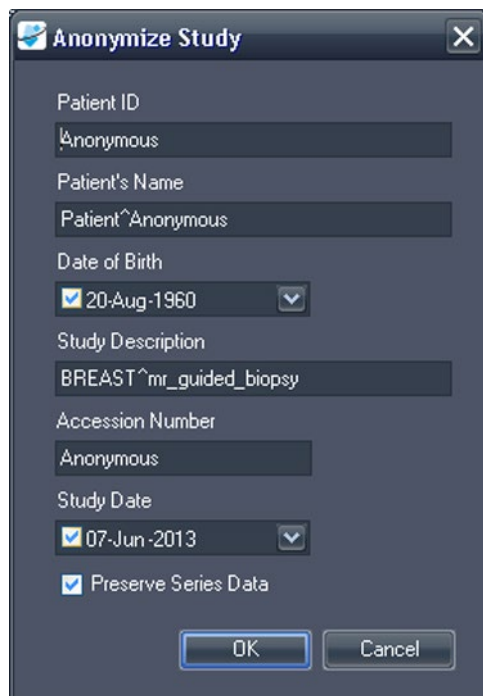 Anonymize Study
Patient ID
Anonymous
Patient's Name
Patient^Anonymous
Date of Birth
20-Aug-1960
Study Description
BREAST^mr_guided_biopsy
Accession Number
Anonymous
Study Date
07-Jun-2013
Preserve Series Data
OK Cancel